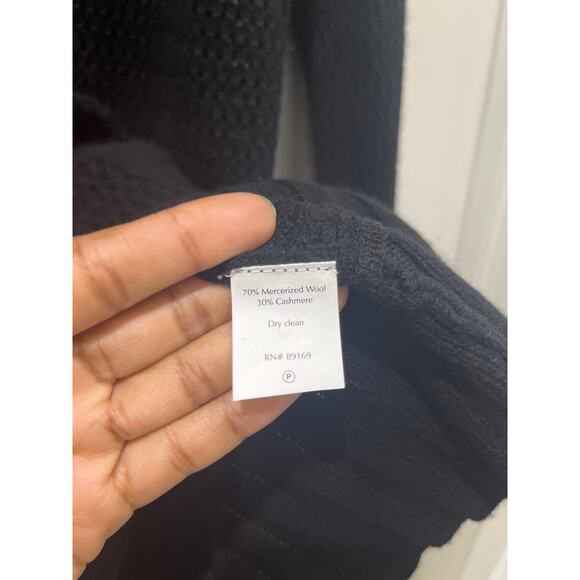 70% Mercerized Wool
30% Cashmere
Dry clean
RN# 89169
P